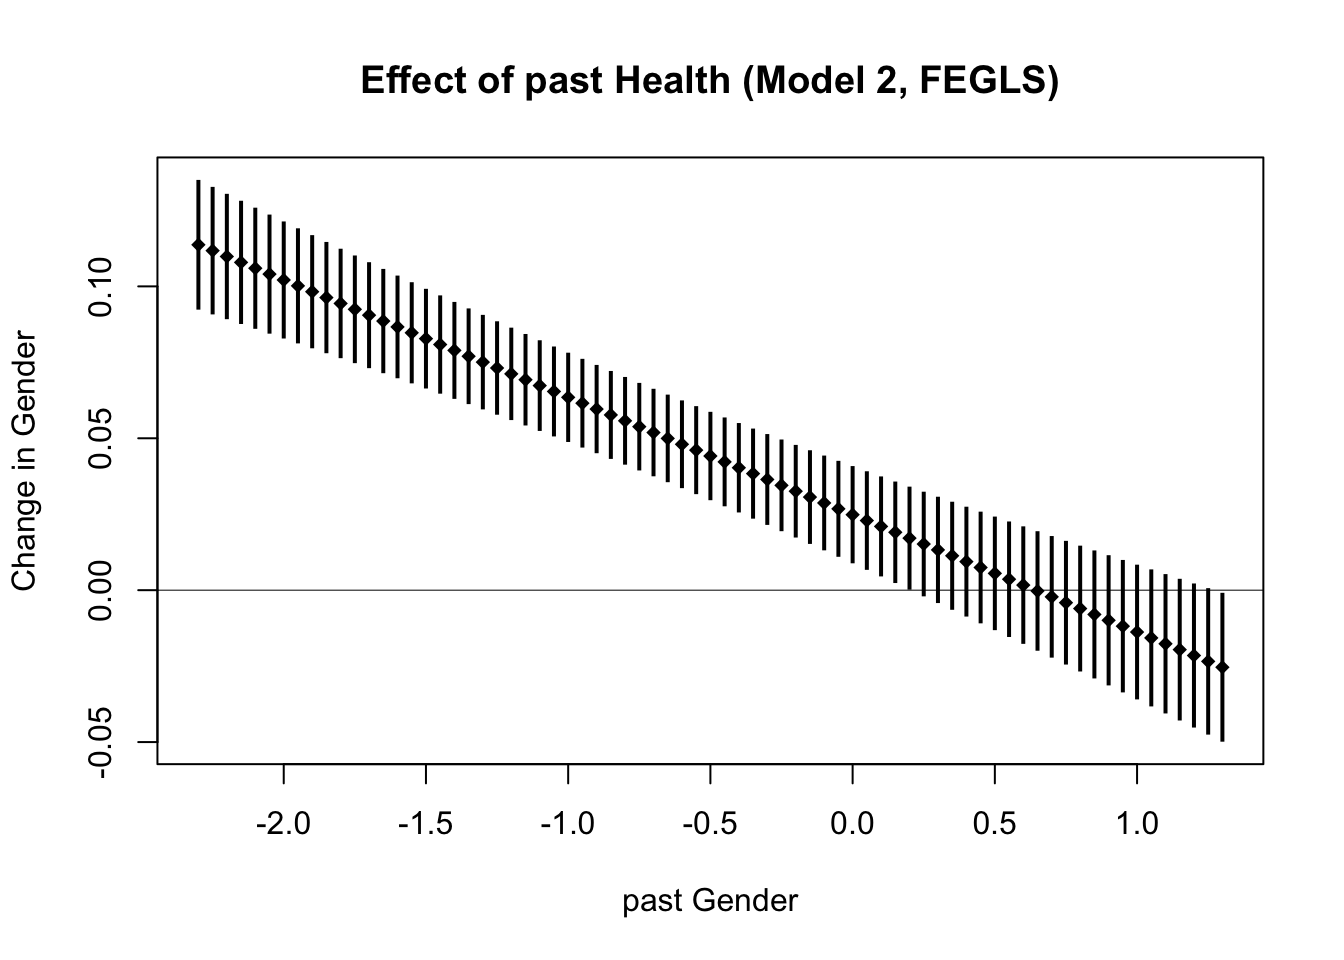 Effect of past Health (Model 2, FEGLS)
Change in Gender
0.10
0.05
0.00
-0.05
-2.0 -1.5 -1.0 -0.5 0.0 0.5 1.0
past Gender